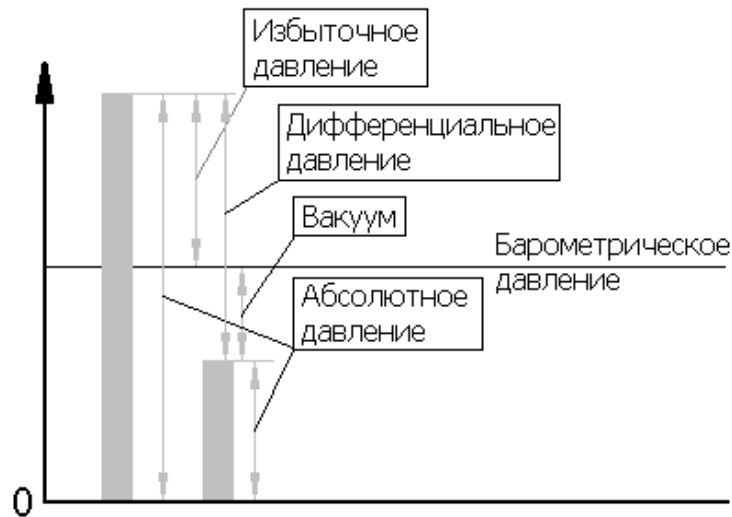 Избыточное
давление
Дифференциальное
давление
Вакуум
Барометрическое
давление
Абсолютное
давление
0